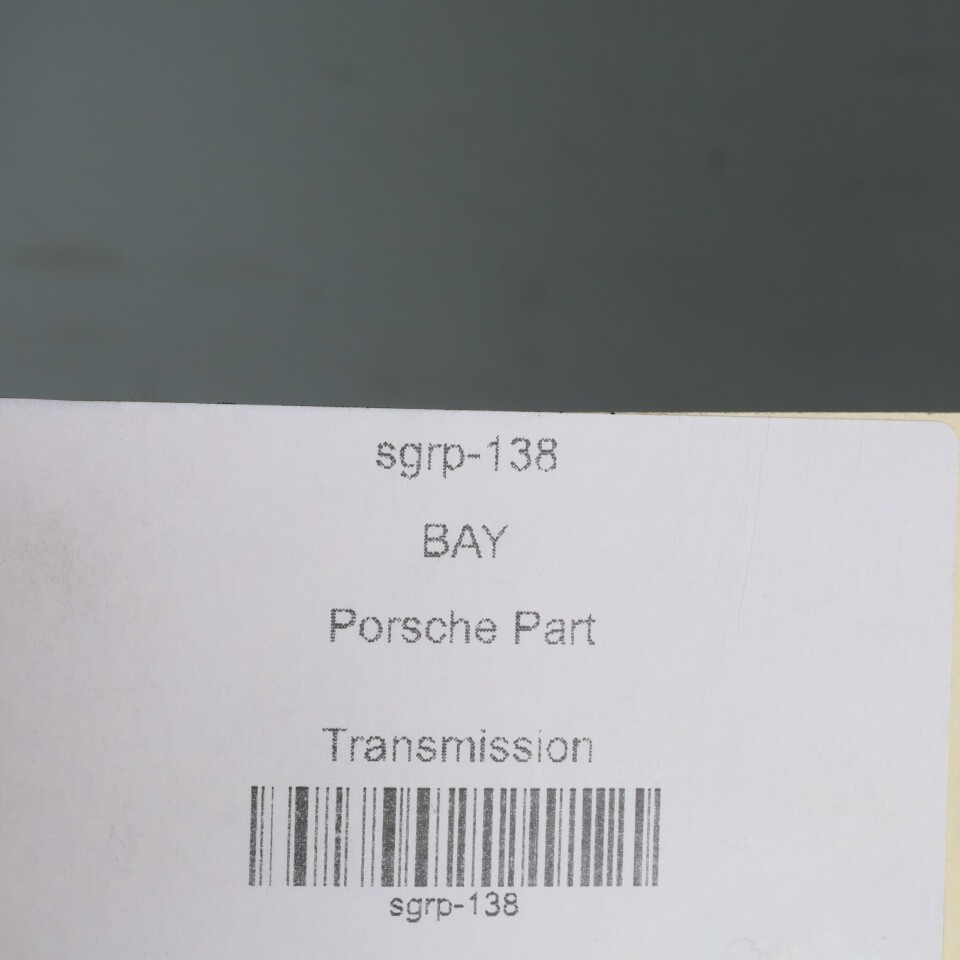 sgrp-138
BAY
Porsche Part
Transmission
sgrp-138